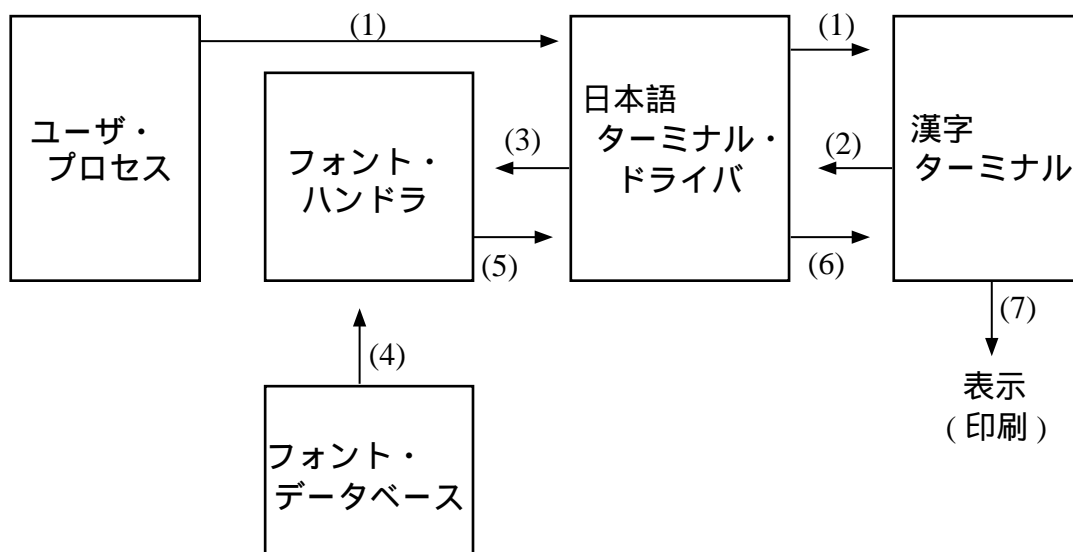 (1)
(1)
ユーザ・
プロセス
フォント・
ハンドラ
(3)
(5)
日本語
ターミナル・
ドライバ
(2)
(6)
漢字
ターミナル
(7)
(4)
表示
( 印刷 )
フォント・
データベース